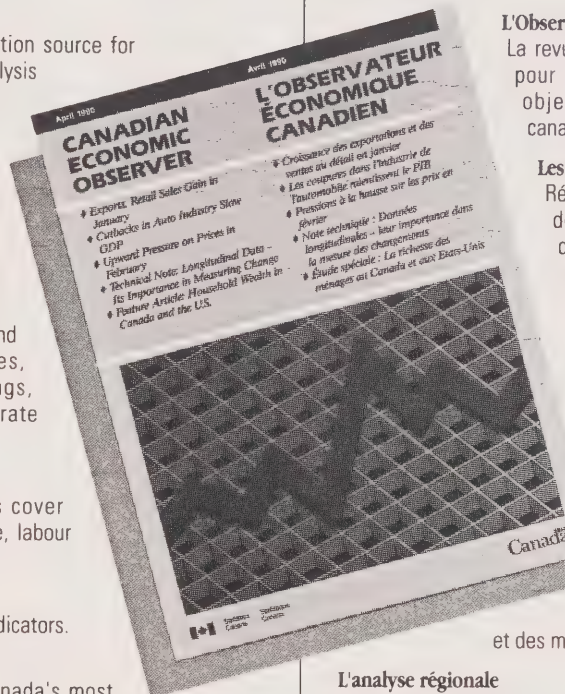 tion source for
lysis
nd
es,
ngs,
rate
s cover
e, labour
dicators.
nada's most
April 1990
Avril 1990
CANADIAN
ECONOMIC
OBSERVER
♦ Exports, Retail Sales Gain in
January
♦ Cutbacks in Auto Industry Slow
GDP
♦ Upward Pressure on Prices in
February
♦ Technical Note: Longitudinal Data –
Its Importance in Measuring Change
♦ Feature Article: Household Wealth in
Canada and the U.S.
L'OBSERVATEUR
ÉCONOMIQUE
CANADIEN
♦ Croissance des exportations et des
ventes au détail en janvier
♦ Les coupures dans l'industrie de
l'automobile ralentissent le PIB
♦ Pressions à la hausse sur les prix en
février
♦ Note technique : Données
longitudinales – leur importance dans
la mesure des changements
♦ Étude spéciale : La richesse des
ménages au Canada et aux États-Unis
Statistics Statistique
Canada Canada
Canada
L'Obser
La revu
pour
obje
cana
Les
Ré
d
et des m
L'analyse régionale